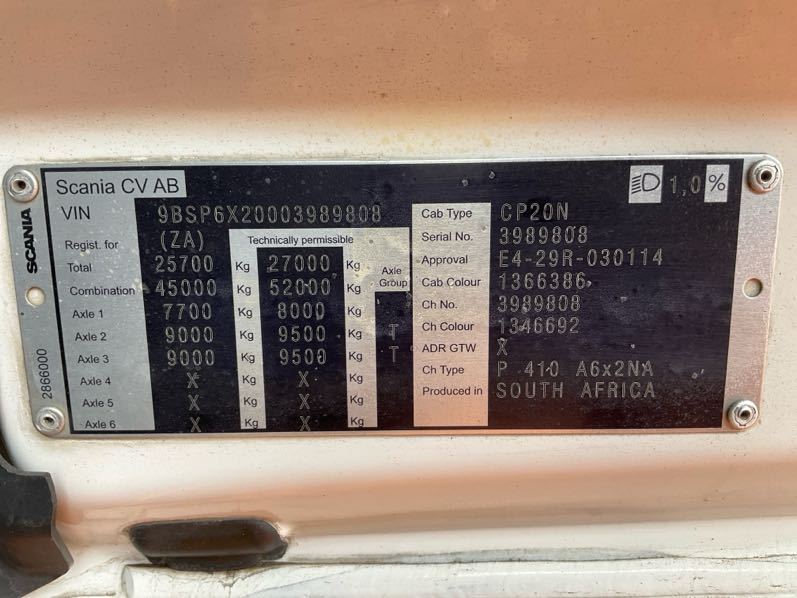 Scania CV AB
VIN 9BSP6X20003989808
Regist. for (ZA) Technically permissible
Total 25700 Kg 27000 Kg Axle Group
Combination 45000 Kg 52000 Kg
Axle 1 7700 Kg 8000 Kg
Axle 2 9000 Kg 9500 Kg T
Axle 3 9000 Kg 9500 Kg T
Axle 4 X Kg X Kg
Axle 5 X Kg X Kg
Axle 6 X Kg X Kg
1,0 %
Cab Type CP20N
Serial No. 3989808
Approval E4-29R-030114
Cab Colour 1366386
Ch No. 3989808
Ch Colour 1346692
ADR GTW X
Ch Type P 410 A6x2NA
Produced in SOUTH AFRICA
SCANIA
2866000